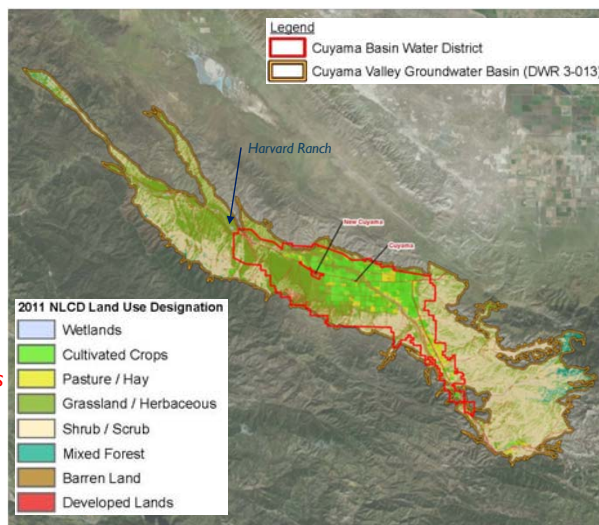 Legend
Cuyama Basin Water District
Cuyama Valley Groundwater Basin (DWR 3-013)
Harvard Ranch
New Cuyama
Cuyama
2011 NLCD Land Use Designation
Wetlands
Cultivated Crops
Pasture / Hay
Grassland / Herbaceous
Shrub / Scrub
Mixed Forest
Barren Land
Developed Lands
s